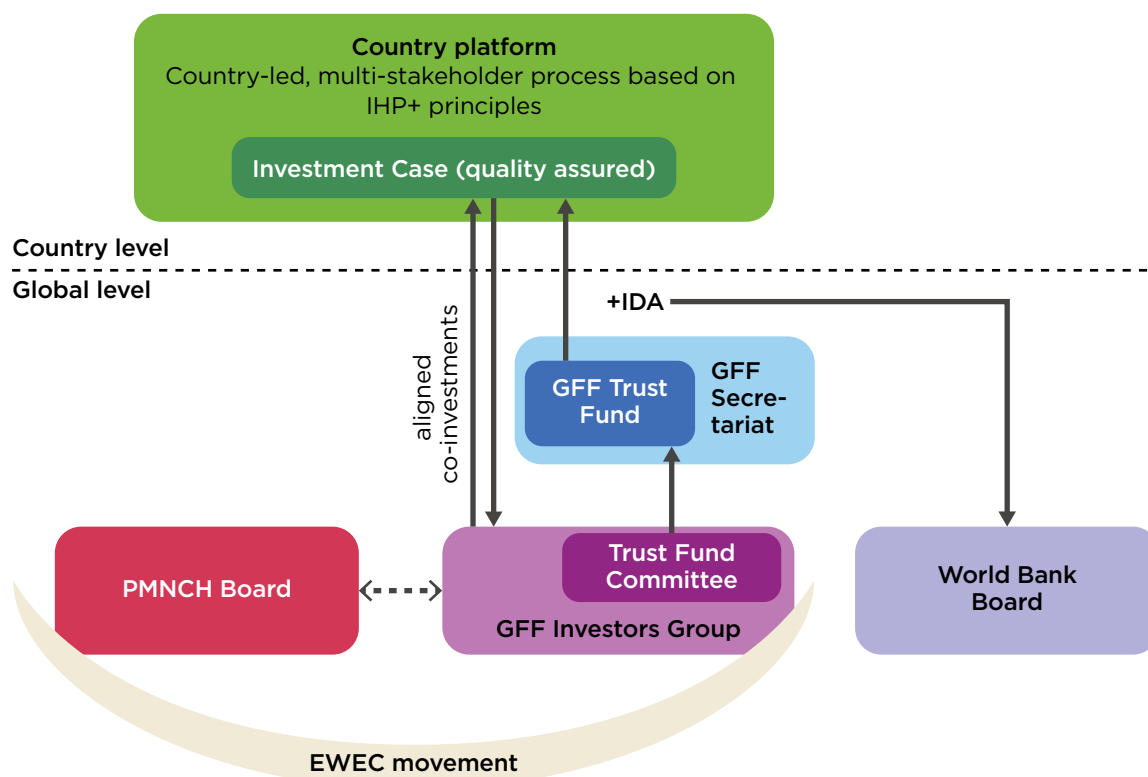 Country platform
Country-led, multi-stakeholder process based on
IHP+ principles
Investment Case (quality assured)
Country level
Global level
+IDA
aligned
co-investments
GFF Trust
Fund
GFF
Secre-
tariat
PMNCH Board
Trust Fund
Committee
GFF Investors Group
World Bank
Board
EWEC movement